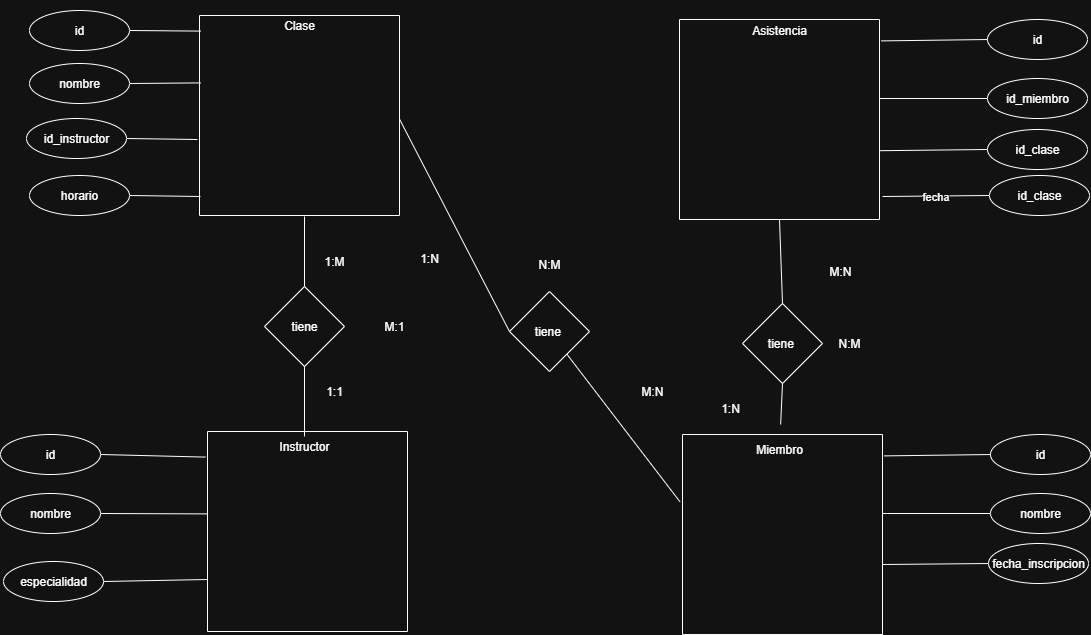 Clase
id
nombre
id_instructor
horario
Asistencia
id
id_miembro
id_clase
fecha
id_clase
1:M
1:N
N:M
M:N
tiene
M:1
tiene
tiene
N:M
1:1
M:N
1:N
Instructor
id
nombre
especialidad
Miembro
id
nombre
fecha_inscripcion